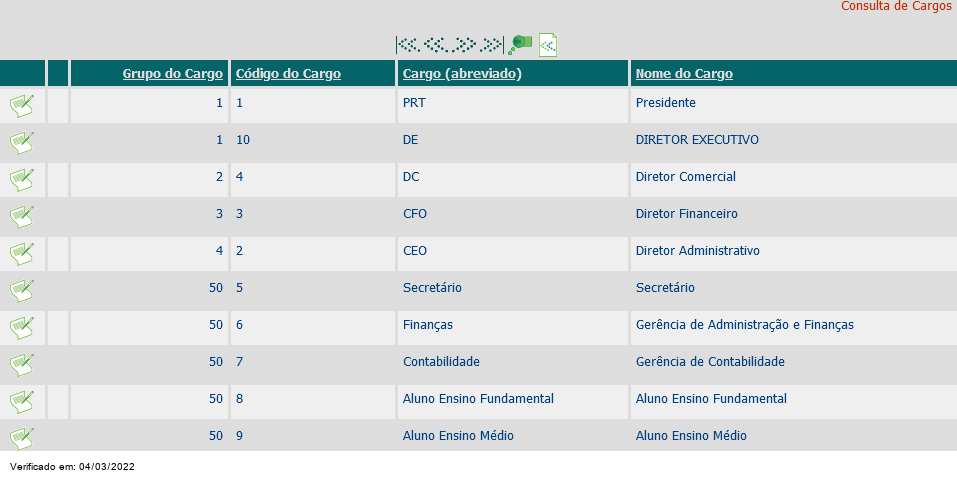 Consulta de Cargos
Grupo do Cargo Código do Cargo Cargo (abreviado) Nome do Cargo
1 1 PRT Presidente
1 10 DE DIRETOR EXECUTIVO
2 4 DC Diretor Comercial
3 3 CFO Diretor Financeiro
4 2 CEO Diretor Administrativo
50 5 Secretário Secretário
50 6 Finanças Gerência de Administração e Finanças
50 7 Contabilidade Gerência de Contabilidade
50 8 Aluno Ensino Fundamental Aluno Ensino Fundamental
50 9 Aluno Ensino Médio Aluno Ensino Médio
Verificado em: 04/03/2022